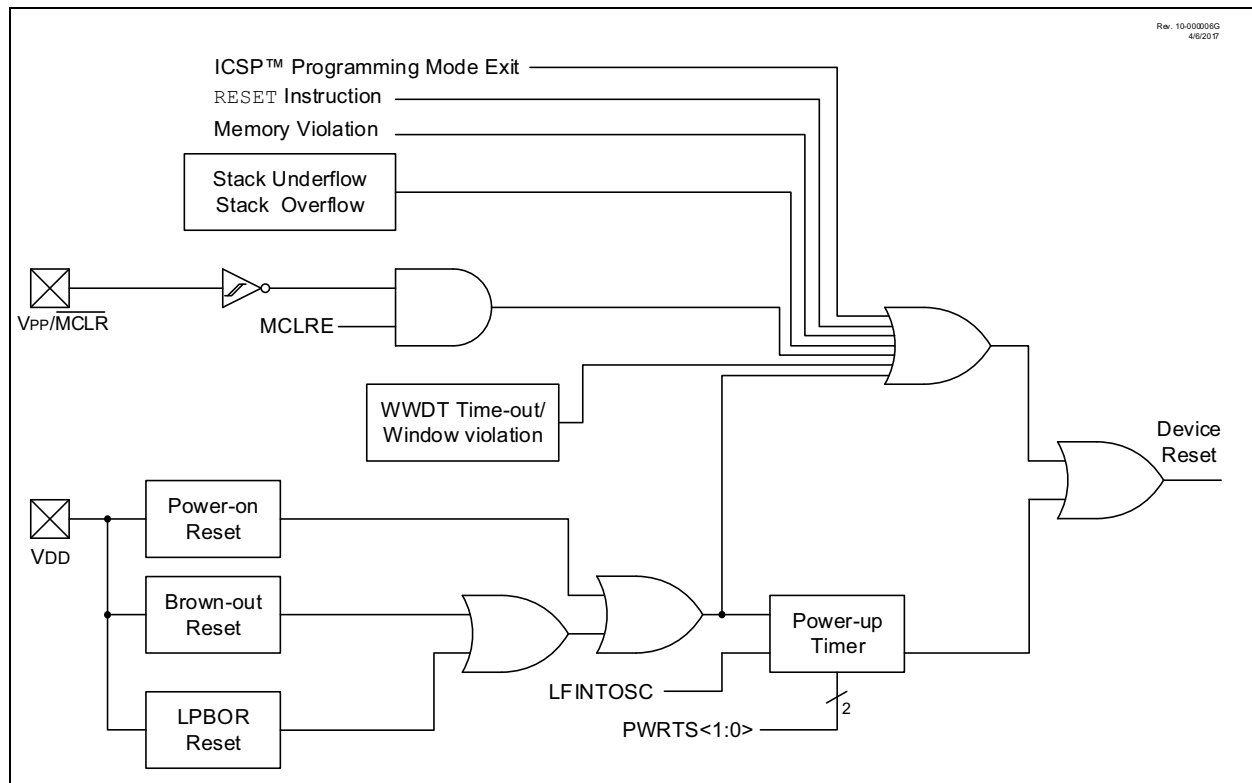 Rev. 10-000006G
4/6/2017
ICSP™ Programming Mode Exit
RESET Instruction
Memory Violation
Stack Underflow
Stack Overflow
VPP/MCLR
MCLRE
WWDT Time-out/
Window violation
Device
Reset
Power-on
Reset
VDD
Brown-out
Reset
Power-up
Timer
LFINTOSC
LPBOR
Reset
2
PWRTS<1:0>